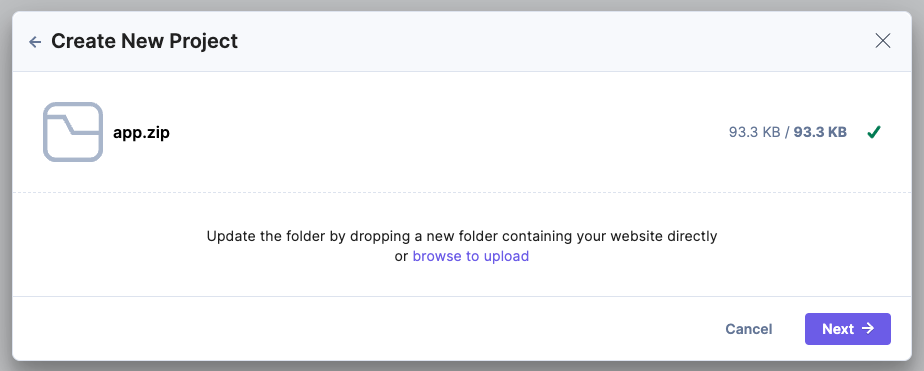 Create New Project
app.zip
93.3 KB / 93.3 KB
Update the folder by dropping a new folder containing your website directly
or browse to upload
Cancel
Next